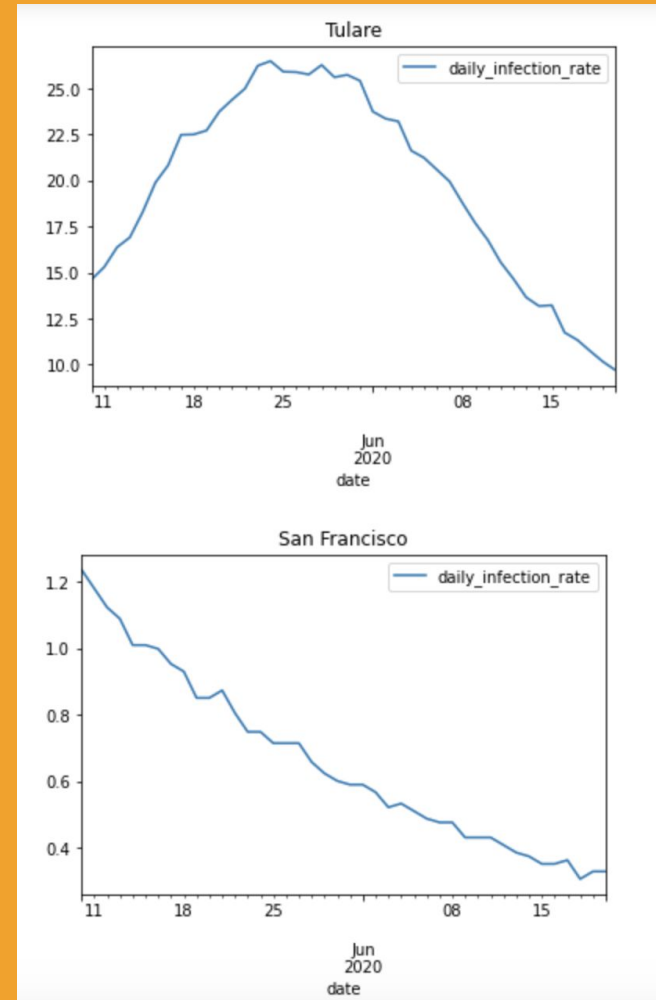 Tulare
daily_infection_rate
25.0
22.5
20.0
17.5
15.0
12.5
10.0
11 18 25 08 15
Jun
2020
date
San Francisco
daily_infection_rate
1.2
1.0
0.8
0.6
0.4
11 18 25 08 15
Jun
2020
date